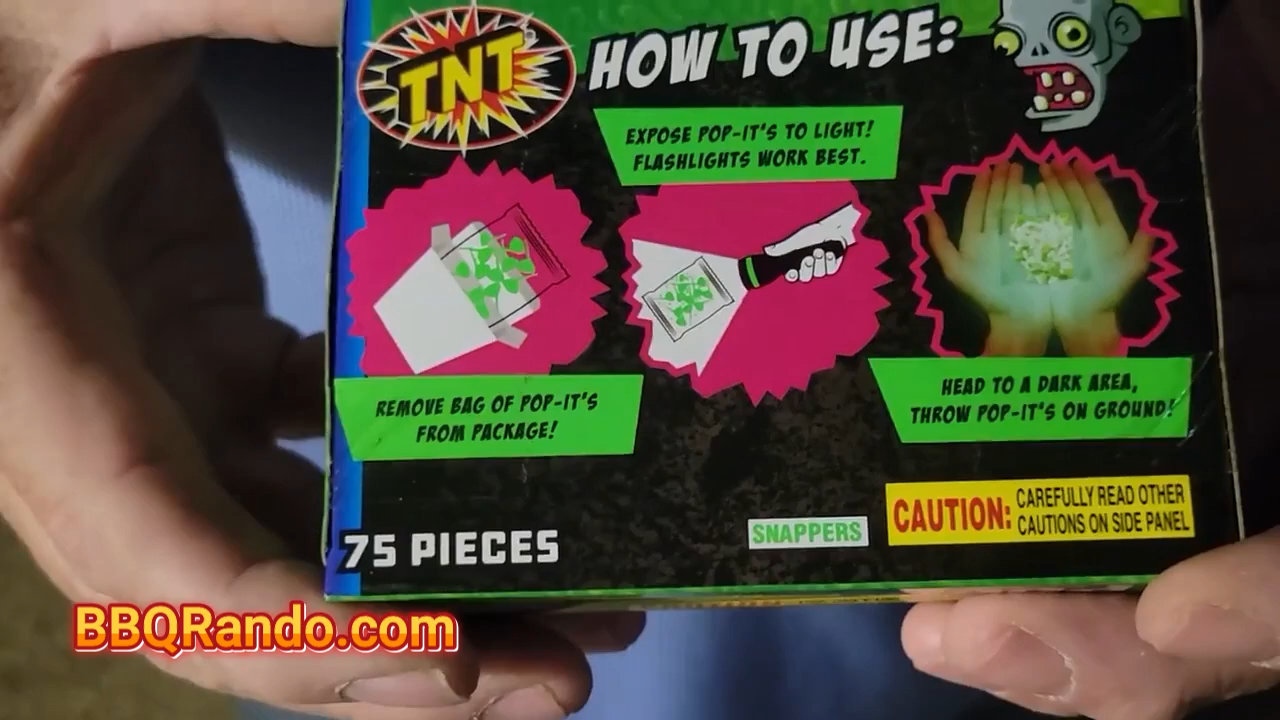 TNT
HOW TO USE:
EXPOSE POP-IT'S TO LIGHT!
FLASHLIGHTS WORK BEST.
REMOVE BAG OF POP-IT'S
FROM PACKAGE!
HEAD TO A DARK AREA,
THROW POP-IT'S ON GROUND!
75 PIECES
SNAPPERS
CAUTION: CAREFULLY READ OTHER
CAUTIONS ON SIDE PANEL
BBQRando.com